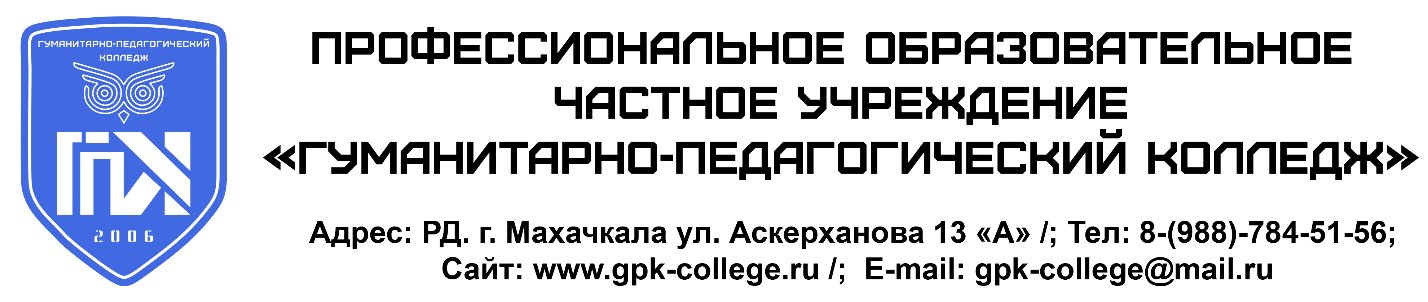 ГУМАНИТАРНО-ПЕДАГОГИЧЕСКИЙ
КОЛЛЕДЖ
ГПК
2006
ПРОФЕССИОНАЛЬНОЕ ОБРАЗОВАТЕЛЬНОЕ
ЧАСТНОЕ УЧРЕЖДЕНИЕ
«ГУМАНИТАРНО-ПЕДАГОГИЧЕСКИЙ КОЛЛЕДЖ»
Адрес: РД. г. Махачкала ул. Аскерханова 13 «А» /; Тел: 8-(988)-784-51-56;
Сайт: www.gpk-college.ru /; E-mail: gpk-college@mail.ru